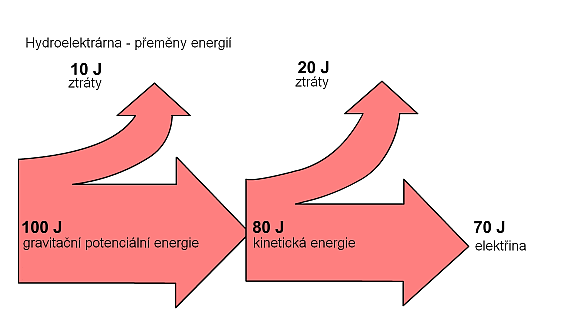 Hydroelektrárna - přeměny energií
10 J
ztráty
20 J
ztráty
100 J
gravitační potenciální energie
80 J
kinetická energie
70 J
elektřina